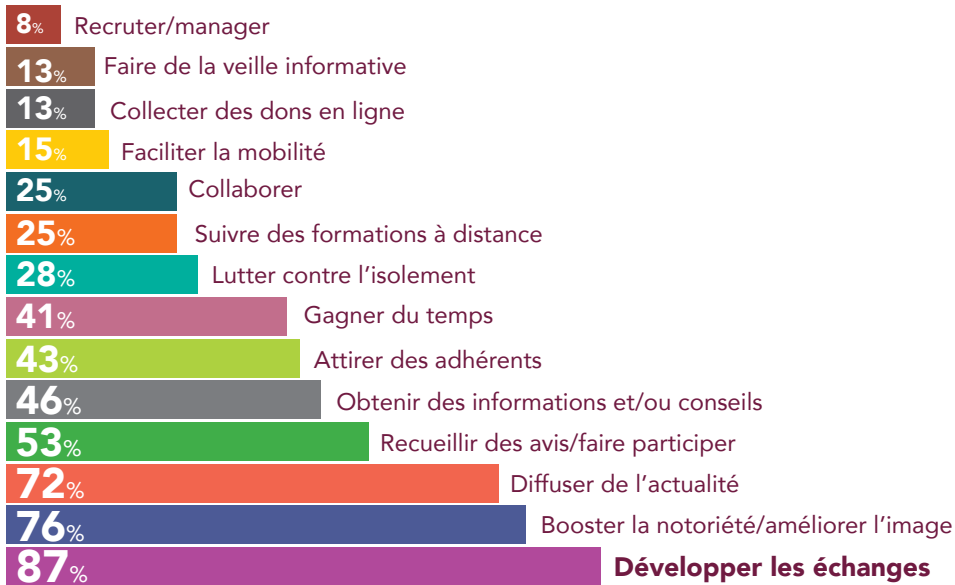 8% Recruter/manager
13% Faire de la veille informative
13% Collecter des dons en ligne
15% Faciliter la mobilité
25% Collaborer
25% Suivre des formations à distance
28% Lutter contre l'isolement
41% Gagner du temps
43% Attirer des adhérents
46% Obtenir des informations et/ou conseils
53% Recueillir des avis/faire participer
72% Diffuser de l'actualité
76% Booster la notoriété/améliorer l'image
87% Développer les échanges